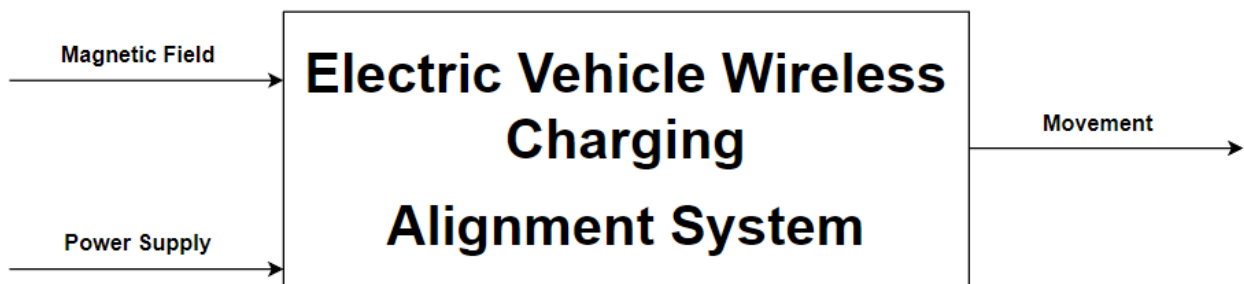 Magnetic Field
Electric Vehicle Wireless
Charging
Movement
Alignment System
Power Supply